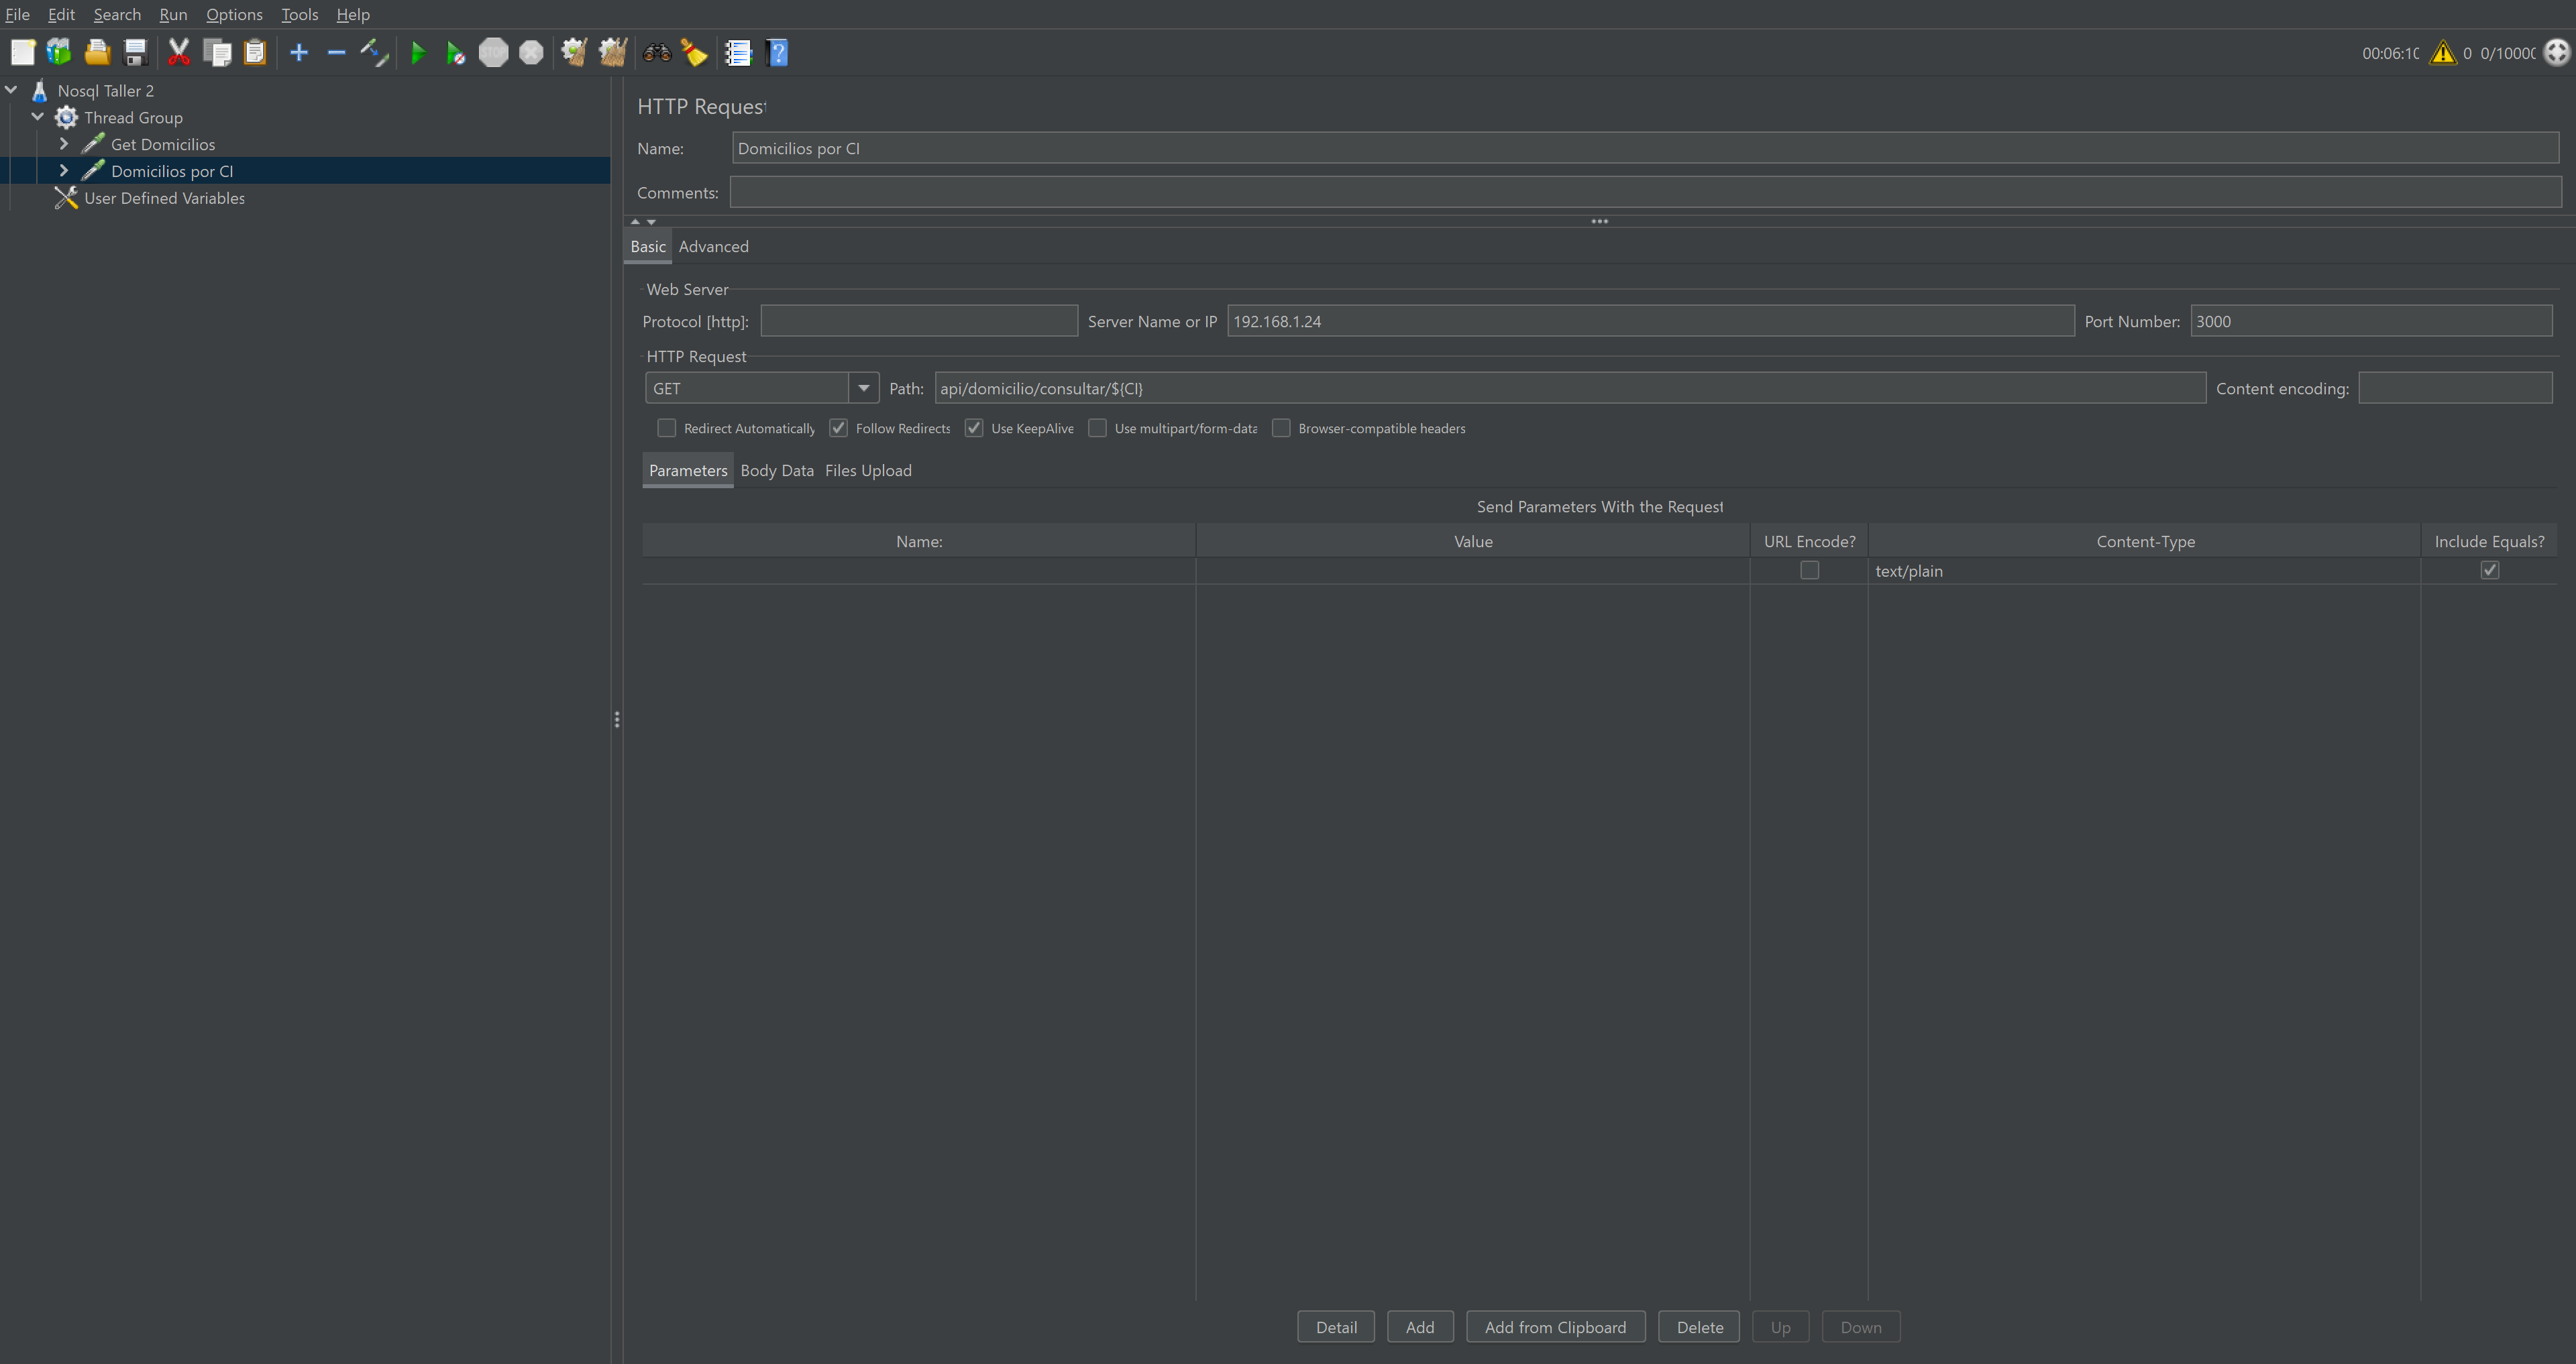 File Edit Search Run Options Tools Help
00:06:10 0 0/10000
Nosql Taller 2
Thread Group
Get Domicilios
Domicilios por CI
User Defined Variables
HTTP Request
Name: Domicilios por CI
Comments:
Basic Advanced
Web Server
Protocol [http]: Server Name or IP 192.168.1.24 Port Number: 3000
HTTP Request
GET Path: api/domicilio/consultar/${CI} Content encoding:
Redirect Automatically Follow Redirects Use KeepAlive Use multipart/form-data Browser-compatible headers
Parameters Body Data Files Upload
Send Parameters With the Request
Name: Value URL Encode? Content-Type Include Equals?
text/plain
Detail Add Add from Clipboard Delete Up Down